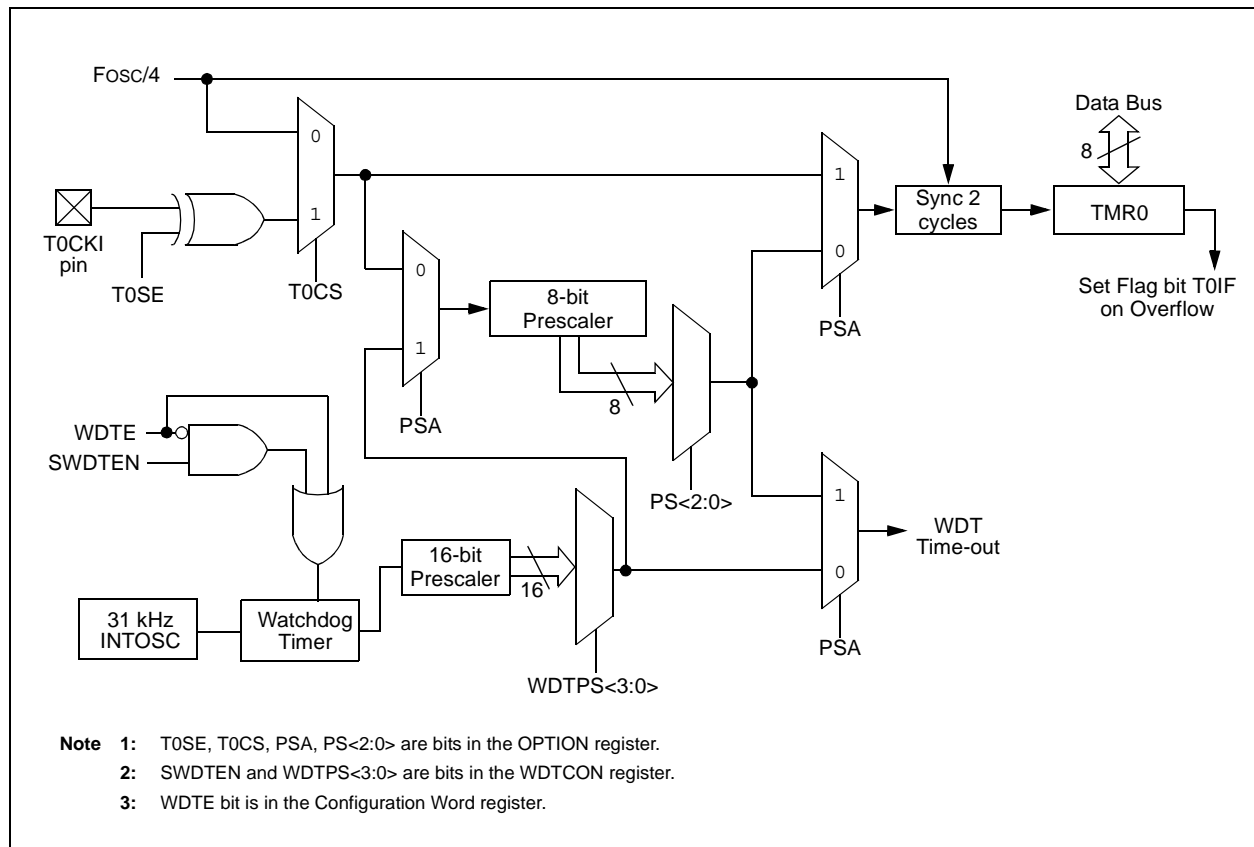 FOSC/4
Data Bus
0
1
8
T0CKI
pin
T0SE
T0CS
1
0
PSA
Sync 2
cycles
TMR0
Set Flag bit T0IF
on Overflow
0
1
PSA
8-bit
Prescaler
8
PS<2:0>
WDTE
SWDTEN
1
0
PSA
WDT
Time-out
16-bit
Prescaler
16
31 kHz
INTOSC
Watchdog
Timer
WDTPS<3:0>
Note 1: T0SE, T0CS, PSA, PS<2:0> are bits in the OPTION register.
2: SWDTEN and WDTPS<3:0> are bits in the WDTCON register.
3: WDTE bit is in the Configuration Word register.